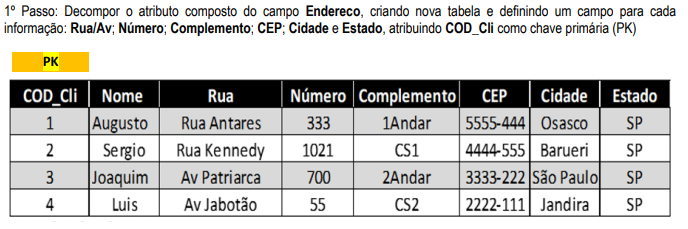 1º Passo: Decompor o atributo composto do campo Endereco, criando nova tabela e definindo um campo para cada
informação: Rua/Av; Número; Complemento; CEP; Cidade e Estado, atribuindo COD_Cli como chave primária (PK)
PK
COD_Cli Nome Rua Número Complemento CEP Cidade Estado
1 Augusto Rua Antares 333 1Andar 5555-444 Osasco SP
2 Sergio Rua Kennedy 1021 CS1 4444-555 Barueri SP
3 Joaquim Av Patriarca 700 2Andar 3333-222 São Paulo SP
4 Luis Av Jabotão 55 CS2 2222-111 Jandira SP